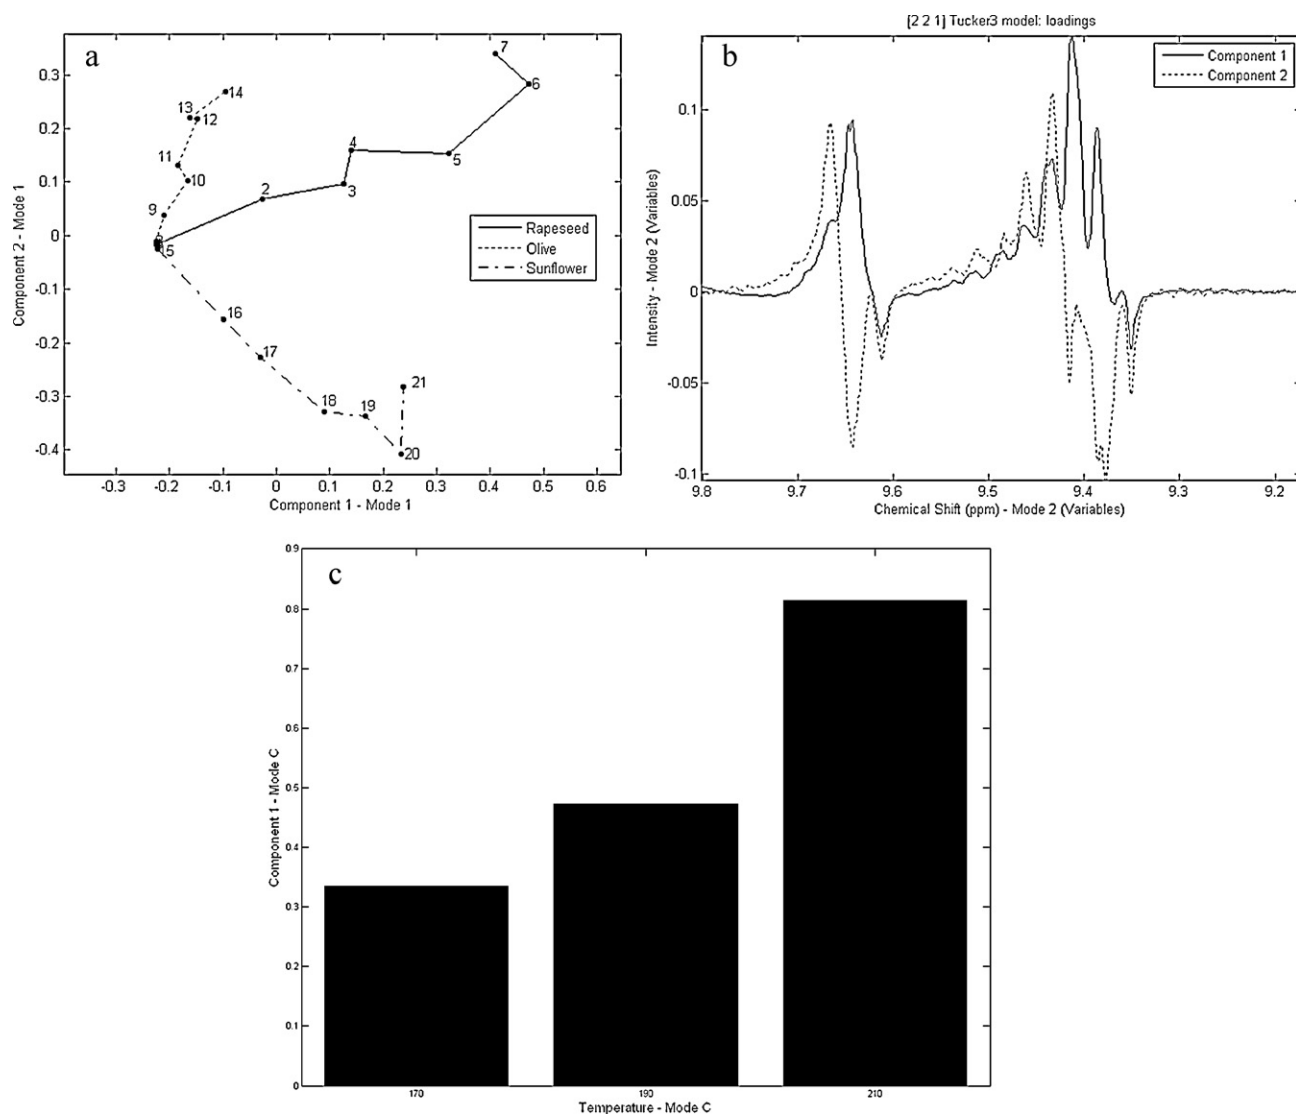 a
0.3
0.2
0.1
0
-0.1
-0.2
-0.3
-0.4
Component 2 - Mode 1
7
6
4
5
3
2
14
13
12
11
10
9
15
16
17
18
19
20
21
Rapeseed
Olive
Sunflower
-0.3 -0.2 -0.1 0 0.1 0.2 0.3 0.4 0.5 0.6
Component 1 - Mode 1
[2 2 1] Tucker3 model: loadings
b
Component 1
Component 2
0.1
0.05
0
-0.05
-0.1
Intensity - Mode 2 (Variables)
9.8 9.7 9.6 9.5 9.4 9.3 9.2
Chemical Shift (ppm) - Mode 2 (Variables)
c
0.9
0.8
0.7
0.6
0.5
0.4
0.3
0.2
0.1
0
Component 1 - Mode C
170 190 210
Temperature - Mode C